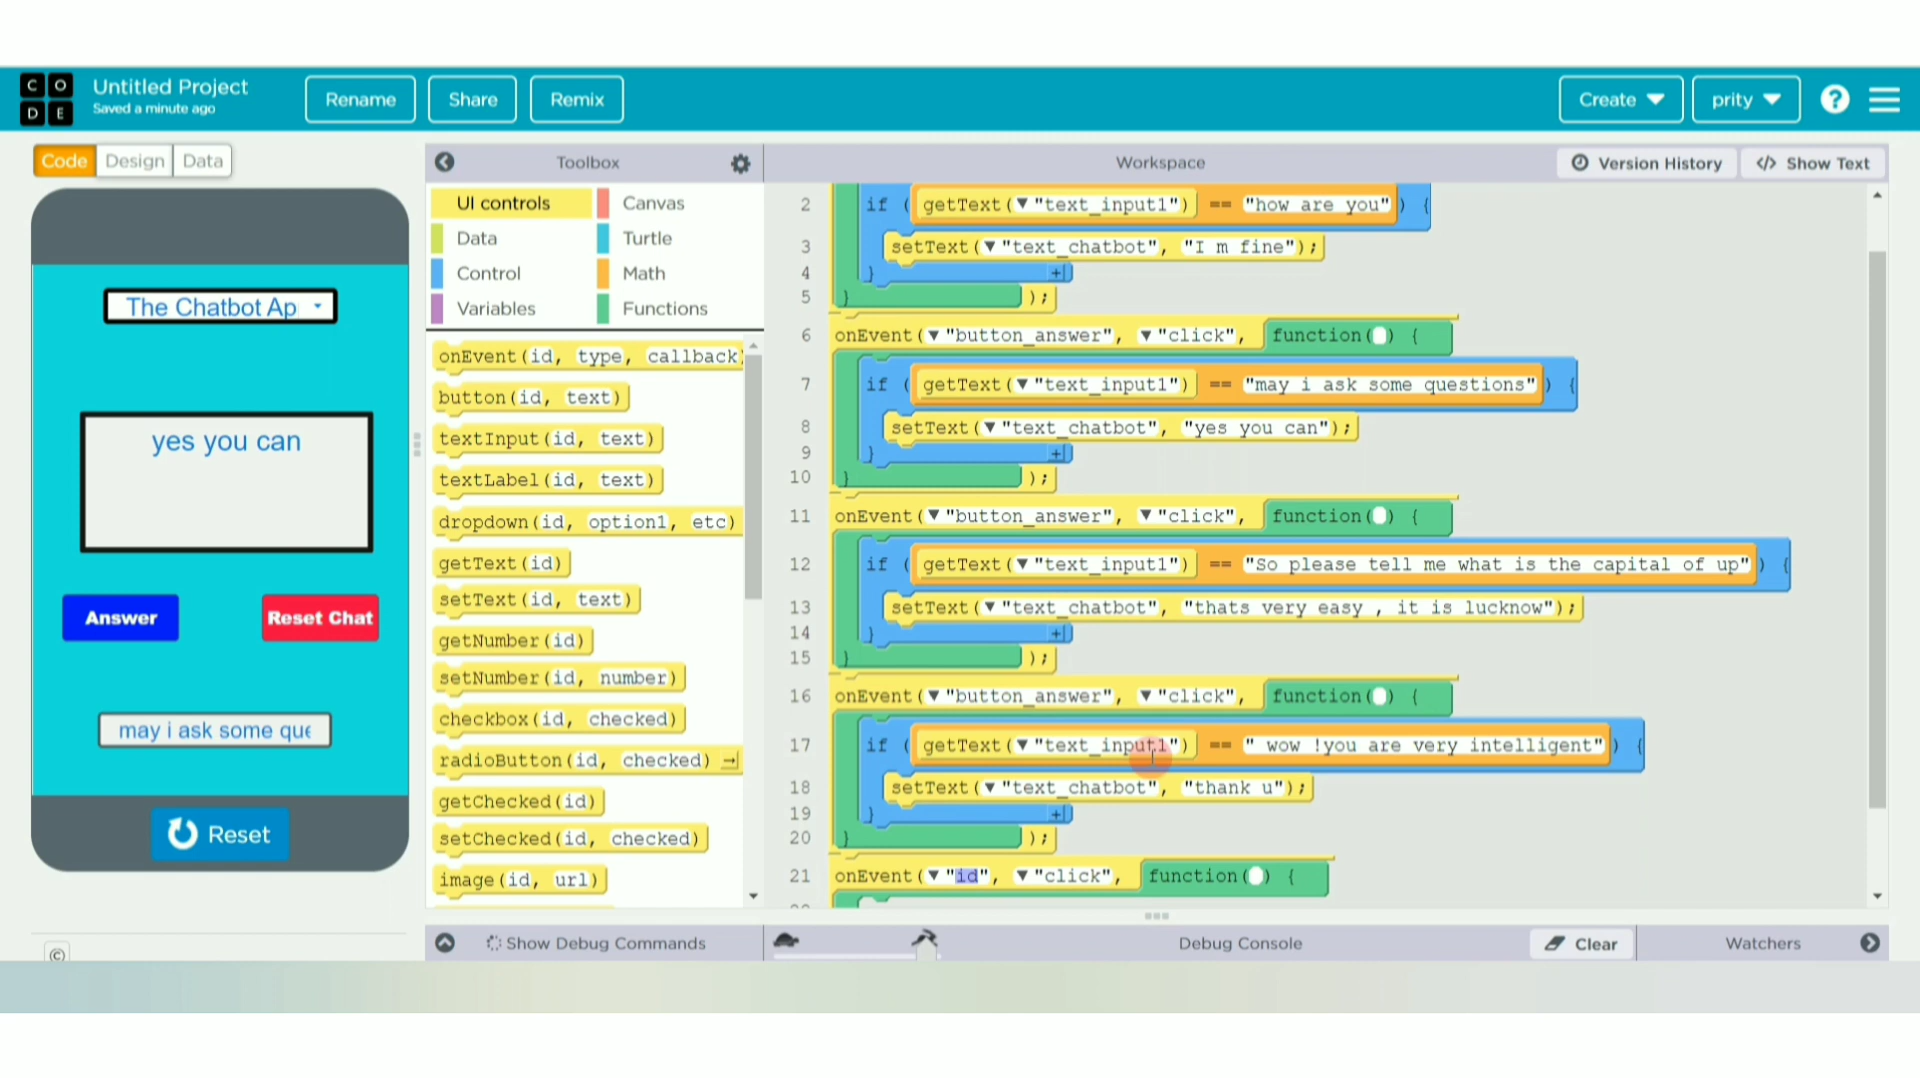 CODE
Untitled Project
Saved a minute ago
Rename
Share
Remix
Create
prity
?
Code
Design
Data
Toolbox
Workspace
Version History
</> Show Text
The Chatbot Ap
yes you can
Answer
Reset Chat
may i ask some que
Reset
©
UI controls
Canvas
Data
Turtle
Control
Math
Variables
Functions
onEvent(id, type, callback)
button(id, text)
textInput(id, text)
textLabel(id, text)
dropdown(id, option1, etc)
getText(id)
setText(id, text)
getNumber(id)
setNumber(id, number)
checkbox(id, checked)
radioButton(id, checked)
getChecked(id)
setChecked(id, checked)
image(id, url)
2 if (getText(▼"text_input1") == "how are you") {
3 setText(▼"text_chatbot", "I m fine");
4 }
5 } );
6 onEvent(▼"button_answer", ▼"click", function() {
7 if (getText(▼"text_input1") == "may i ask some questions") {
8 setText(▼"text_chatbot", "yes you can");
9 }
10 } );
11 onEvent(▼"button_answer", ▼"click", function() {
12 if (getText(▼"text_input1") == "So please tell me what is the capital of up") {
13 setText(▼"text_chatbot", "thats very easy , it is lucknow");
14 }
15 } );
16 onEvent(▼"button_answer", ▼"click", function() {
17 if (getText(▼"text_input1") == " wow !you are very intelligent") {
18 setText(▼"text_chatbot", "thank u");
19 }
20 } );
21 onEvent(▼"id", ▼"click", function() {
Show Debug Commands
Debug Console
Clear
Watchers